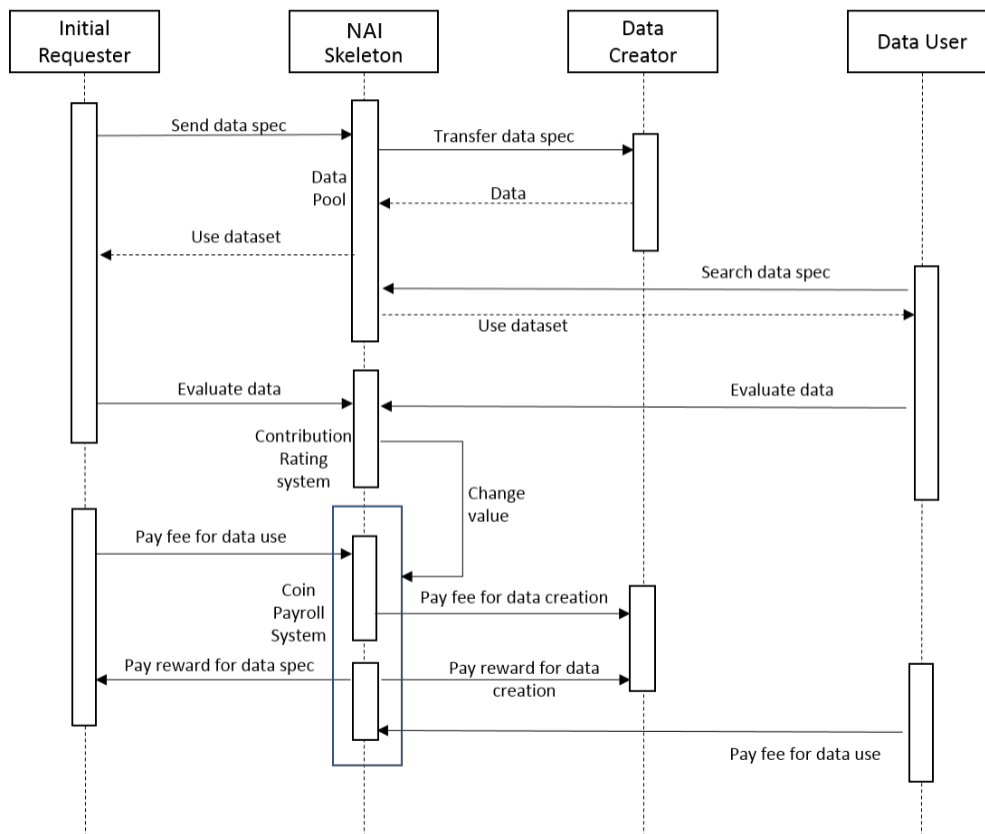 Initial
Requester
NAI
Skeleton
Data
Creator
Data User
Send data spec
Transfer data spec
Data
Pool
Data
Use dataset
Search data spec
Use dataset
Evaluate data
Evaluate data
Contribution
Rating
system
Change
value
Pay fee for data use
Coin
Payroll
System
Pay fee for data creation
Pay reward for data spec
Pay reward for data
creation
Pay fee for data use